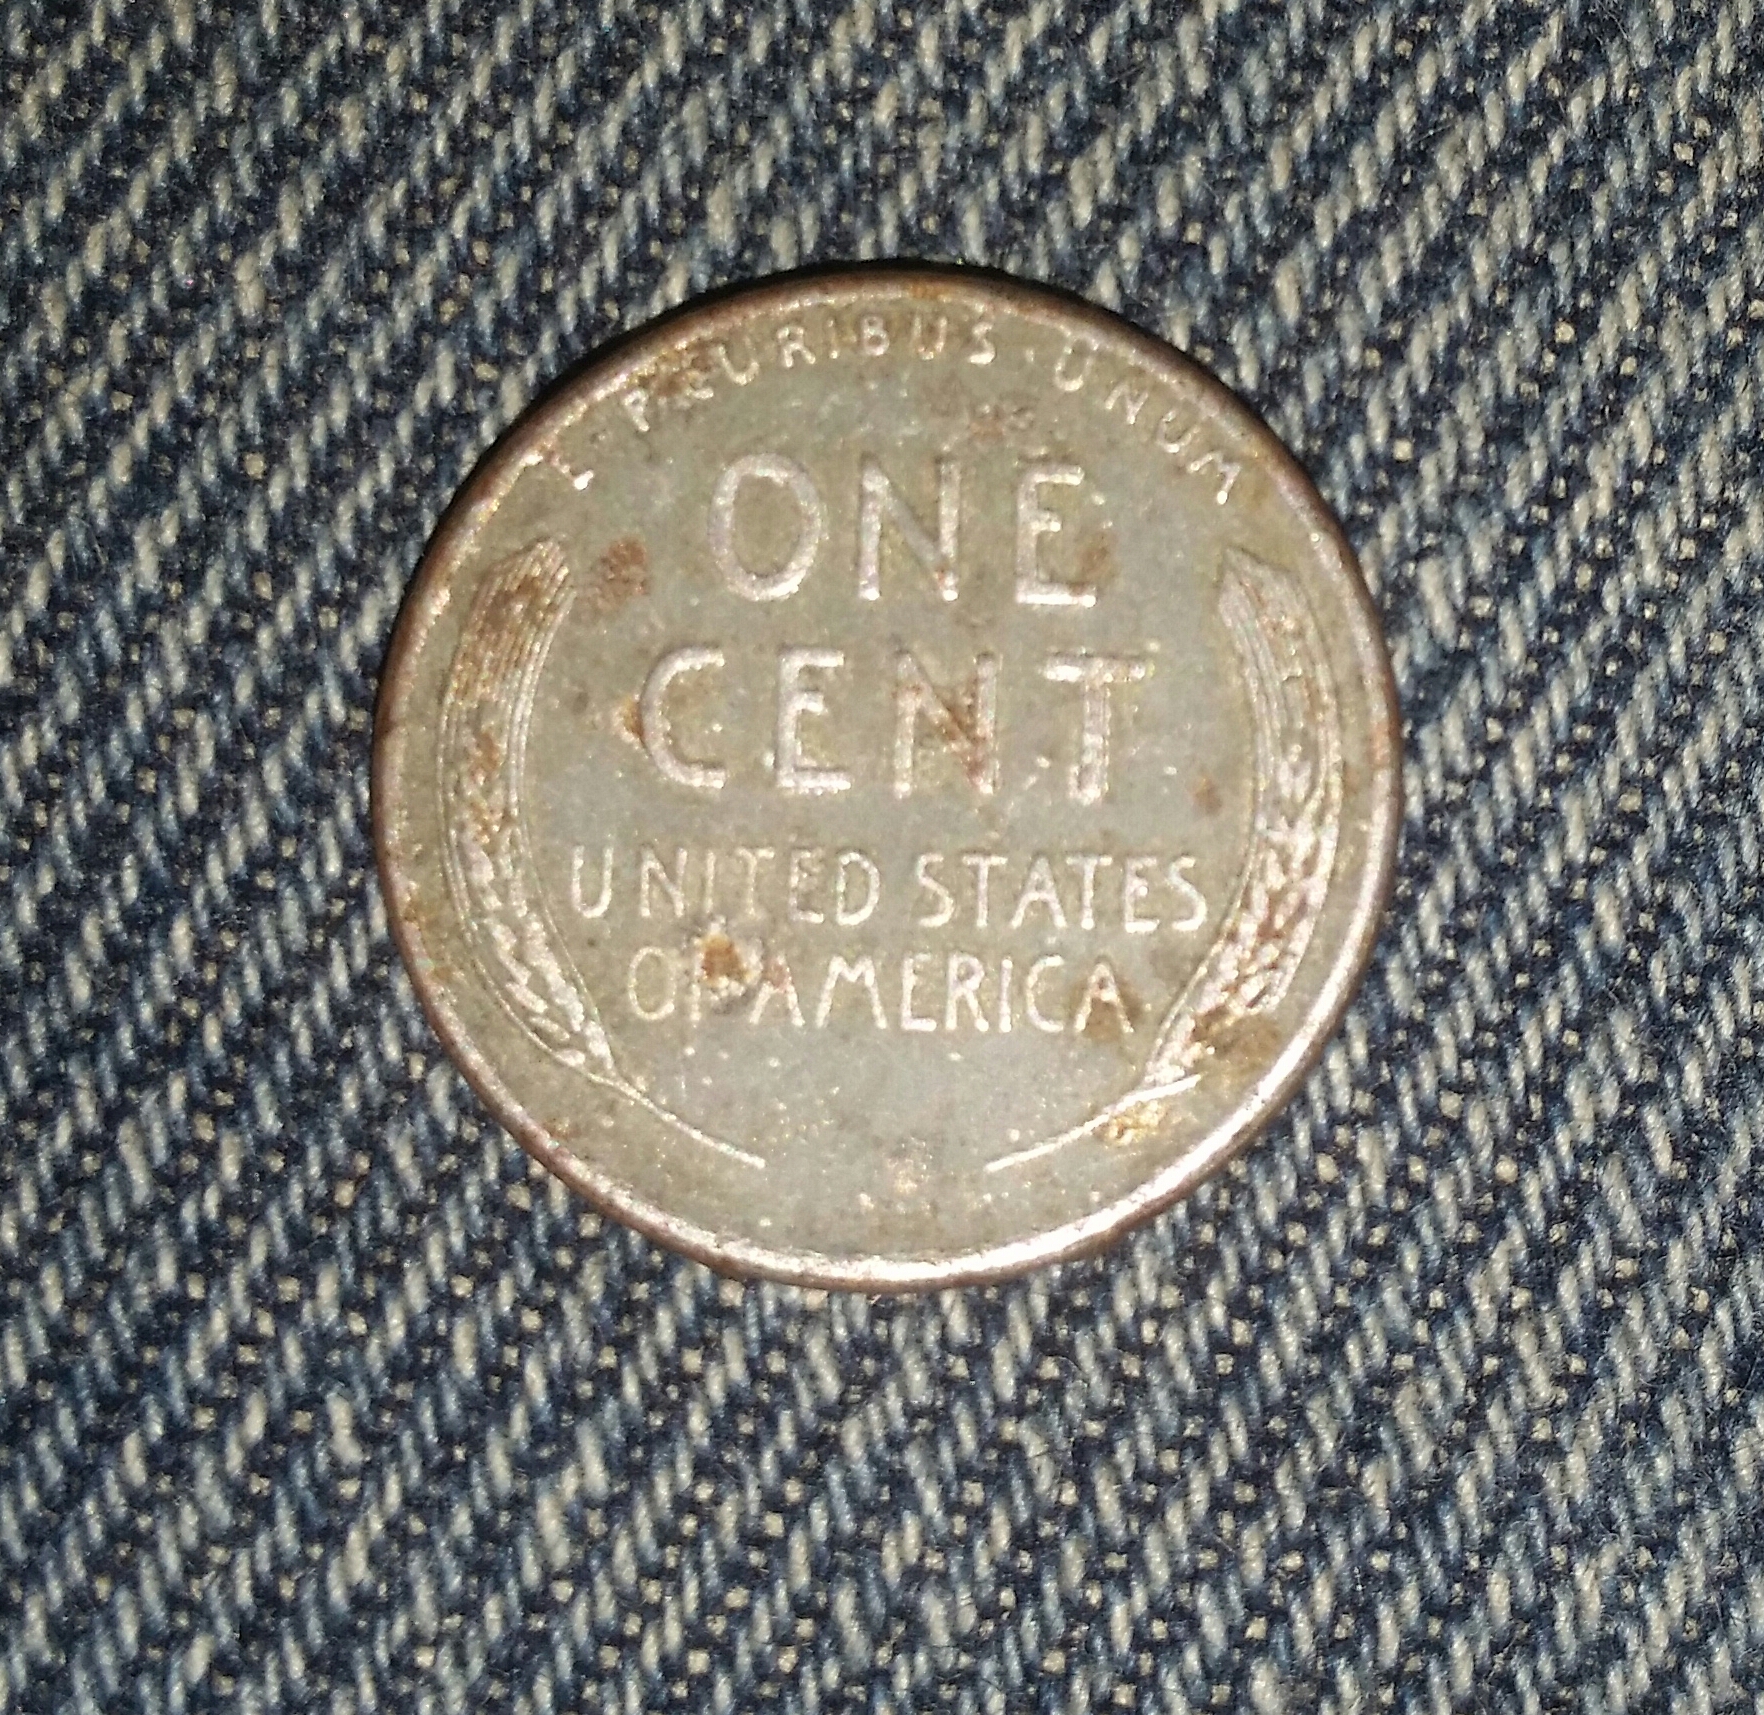 E · PLURIBUS · UNUM
ONE
CENT
UNITED STATES
OF AMERICA